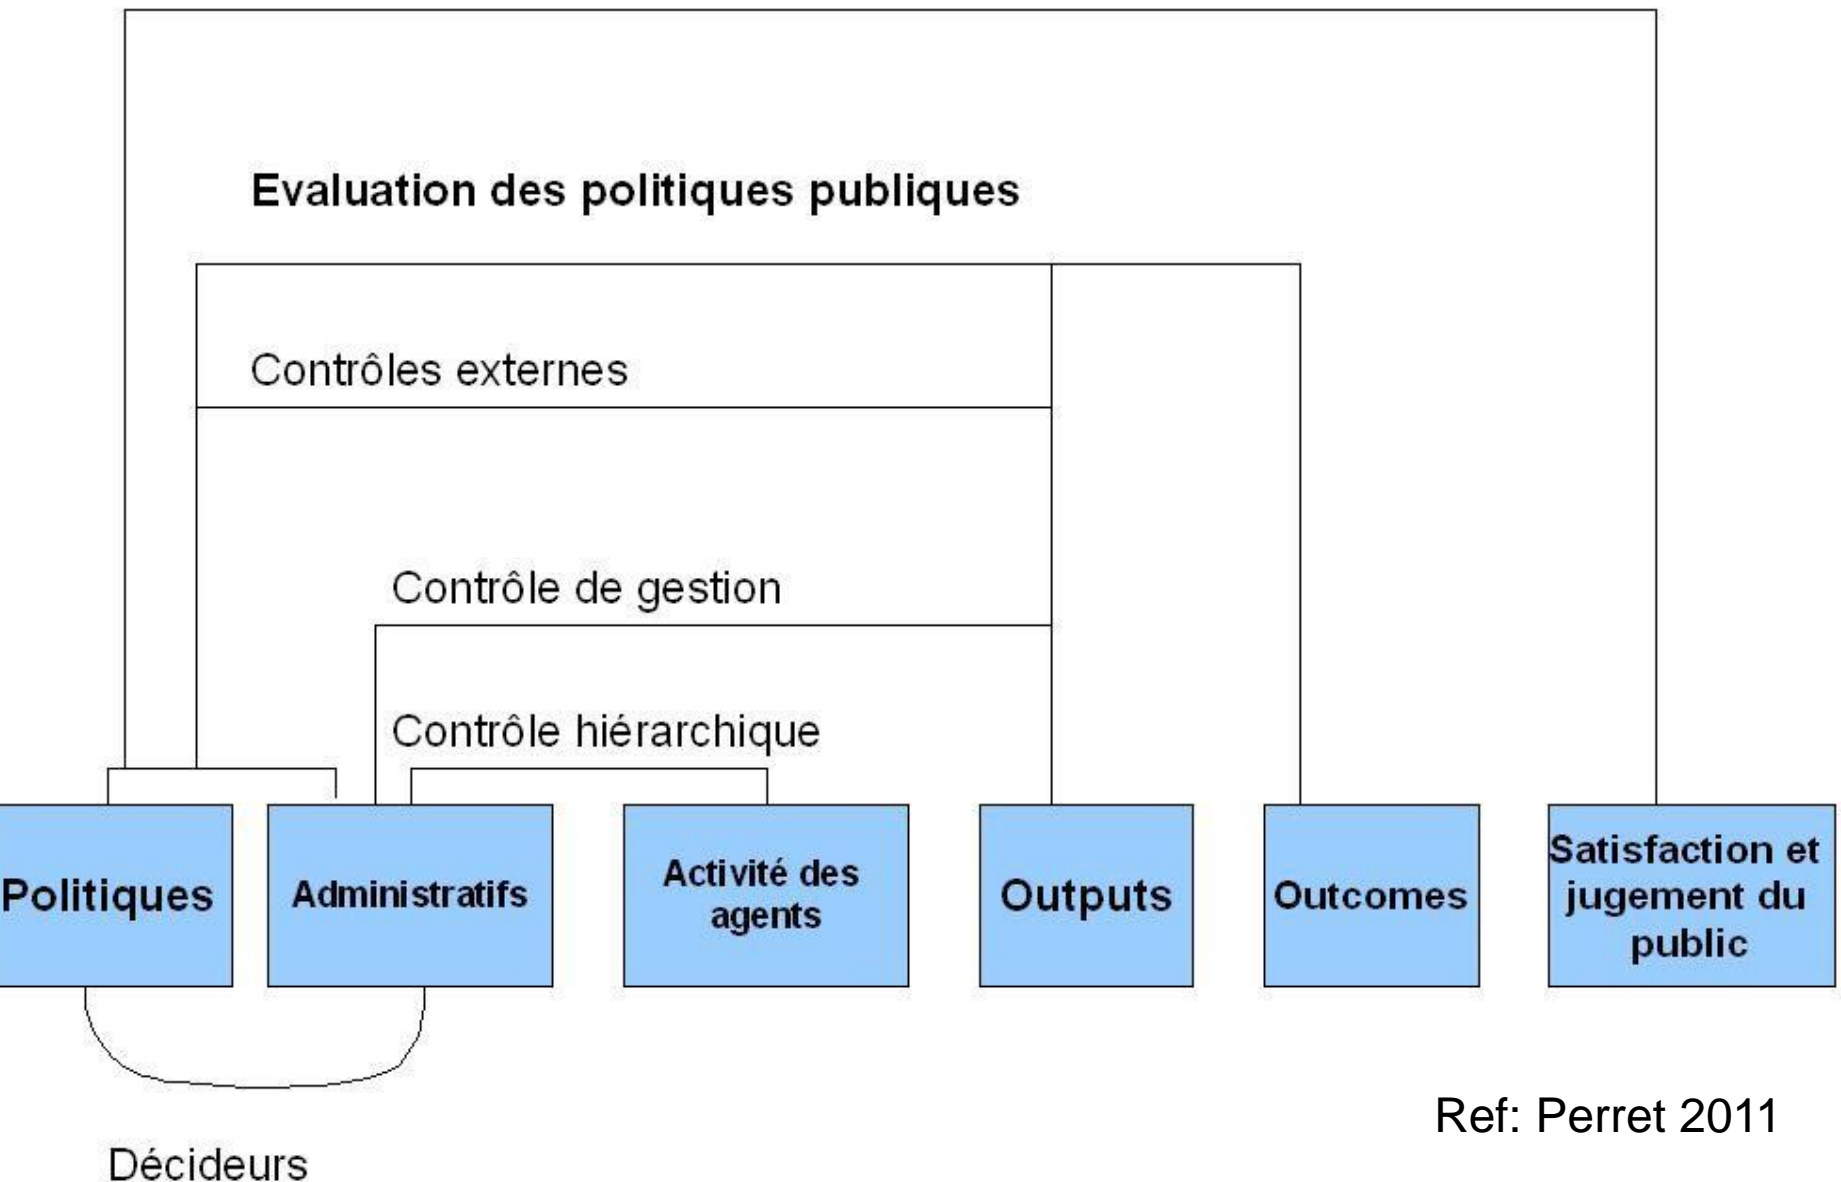 Evaluation des politiques publiques
Contrôles externes
Contrôle de gestion
Contrôle hiérarchique
Politiques
Administratifs
Activité des
agents
Outputs
Outcomes
Satisfaction et
jugement du
public
Ref: Perret 2011
Décideurs